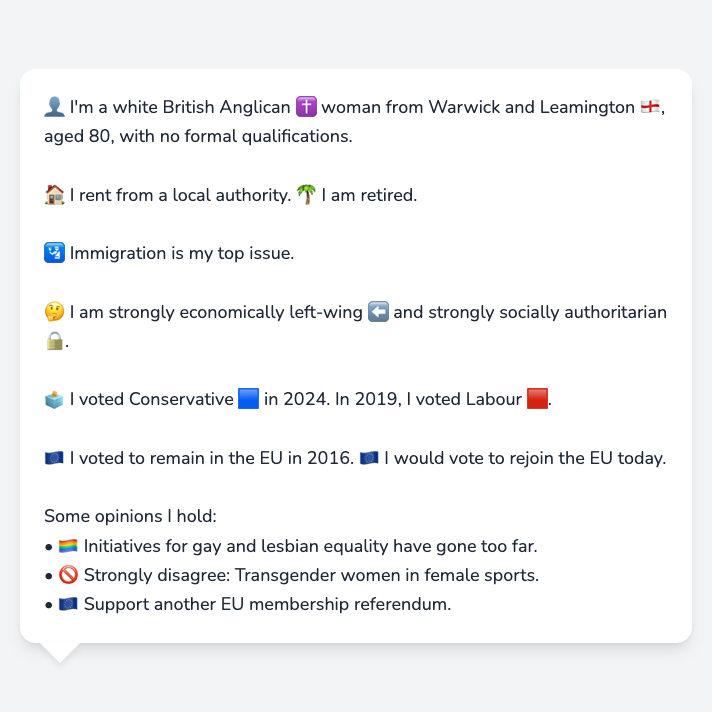 👤 I'm a white British Anglican ✝️ woman from Warwick and Leamington 🏴󠁧󠁢󠁥󠁮󠁧󠁿,
aged 80, with no formal qualifications.
🏠 I rent from a local authority. 🌴 I am retired.
🛂 Immigration is my top issue.
🤔 I am strongly economically left-wing ⬅️ and strongly socially authoritarian
🔒.
🗳️ I voted Conservative 🟦 in 2024. In 2019, I voted Labour 🟥.
🇪🇺 I voted to remain in the EU in 2016. 🇪🇺 I would vote to rejoin the EU today.
Some opinions I hold:
• 🏳️‍🌈 Initiatives for gay and lesbian equality have gone too far.
• 🚫 Strongly disagree: Transgender women in female sports.
• 🇪🇺 Support another EU membership referendum.